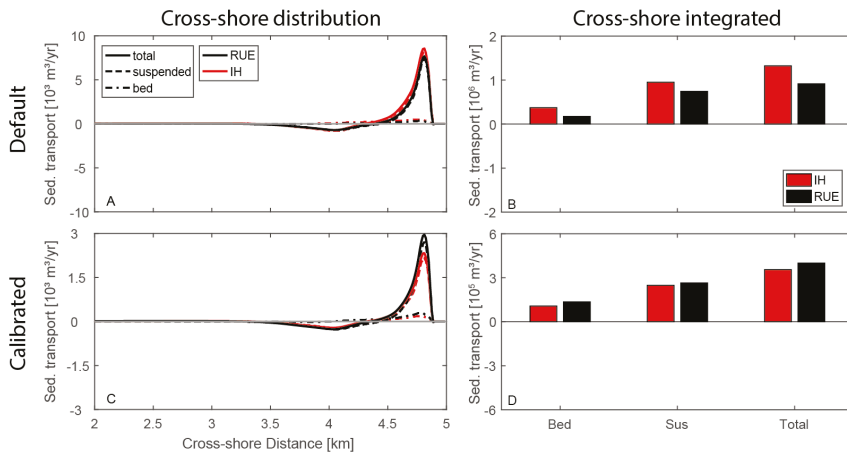 Cross-shore distribution
Cross-shore integrated
Default
Sed. transport [10³ m³/yr]
10
5
0
-5
-10
total
suspended
bed
RUE
IH
A
Sed. transport [10⁶ m³/yr]
2
1
0
-1
-2
IH
RUE
B
Calibrated
Sed. transport [10³ m³/yr]
3
1.5
0
-1.5
-3
C
2
2.5
3
3.5
4
4.5
5
Cross-shore Distance [km]
Sed. transport [10⁵ m³/yr]
6
3
0
-3
-6
D
Bed
Sus
Total